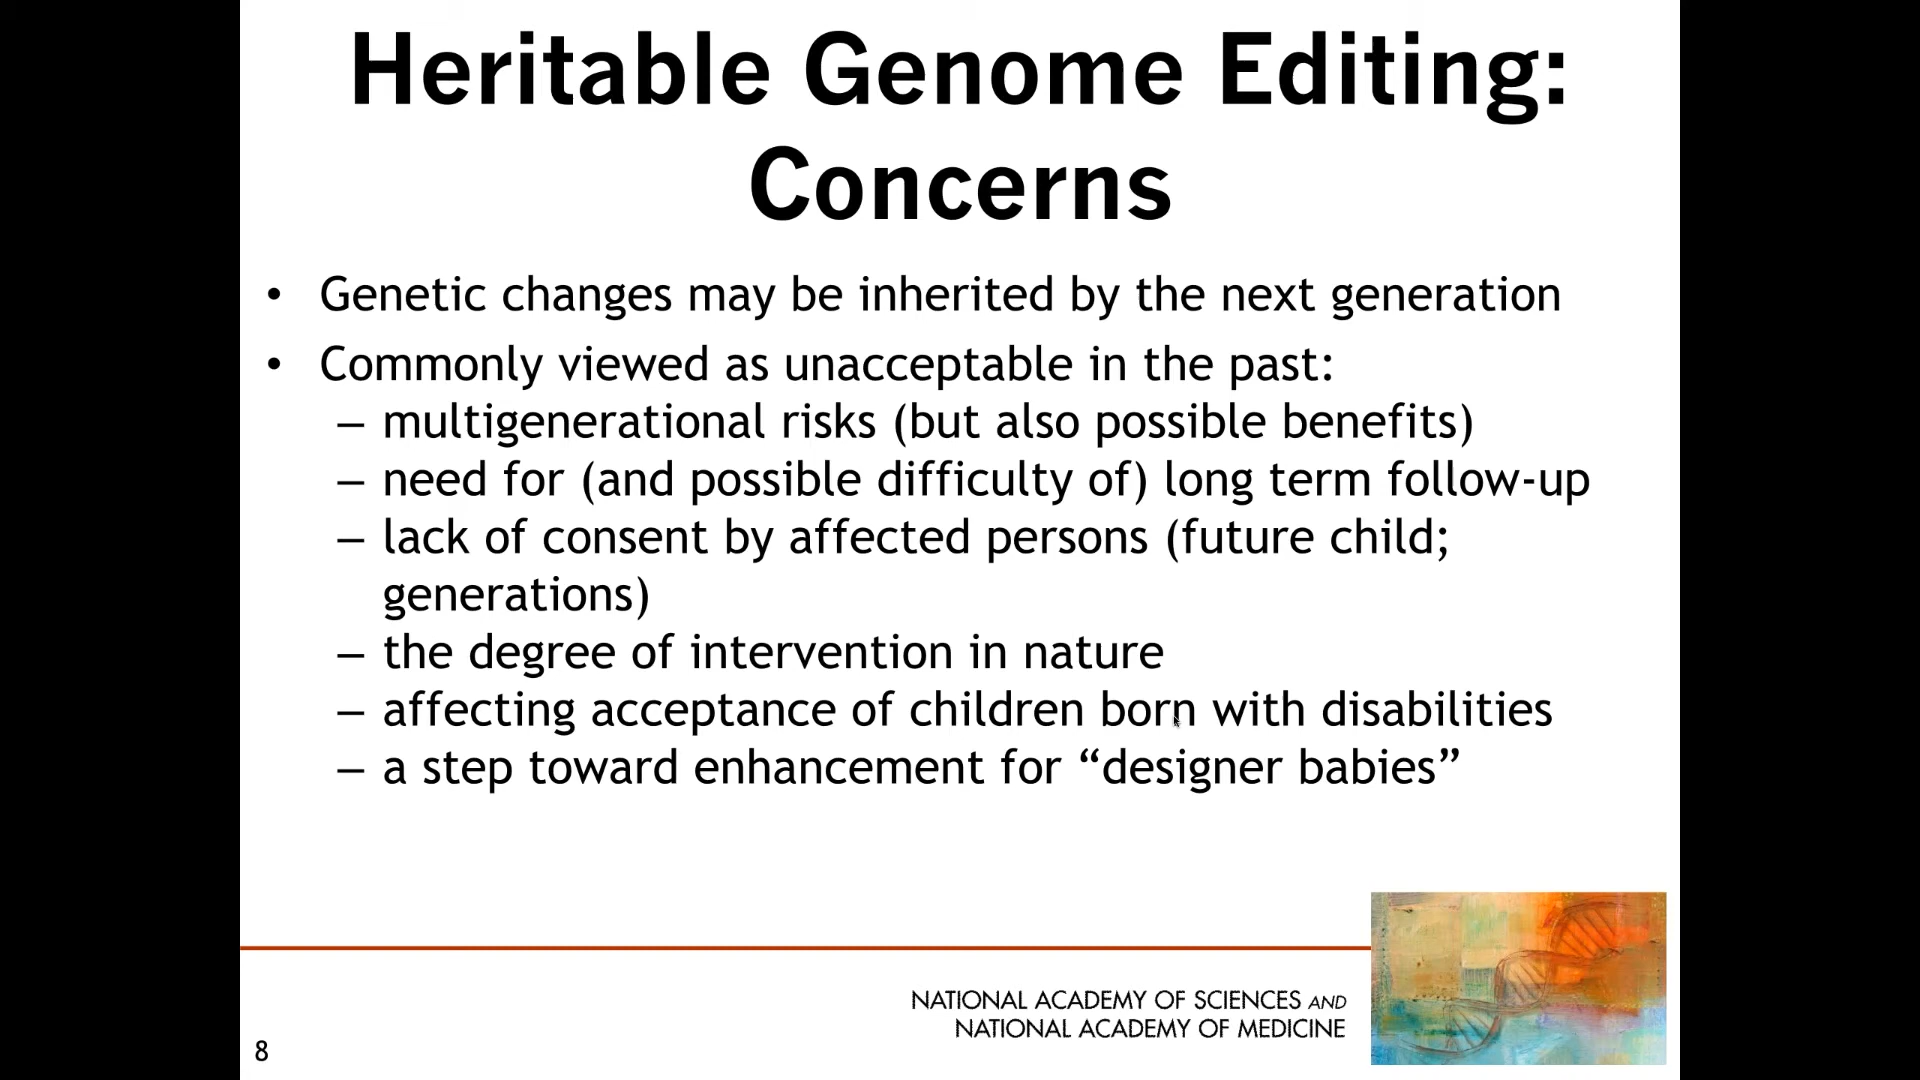 Heritable Genome Editing:
Concerns
• Genetic changes may be inherited by the next generation
• Commonly viewed as unacceptable in the past:
– multigenerational risks (but also possible benefits)
– need for (and possible difficulty of) long term follow-up
– lack of consent by affected persons (future child;
generations)
– the degree of intervention in nature
– affecting acceptance of children born with disabilities
– a step toward enhancement for “designer babies”
NATIONAL ACADEMY OF SCIENCES AND
NATIONAL ACADEMY OF MEDICINE
8